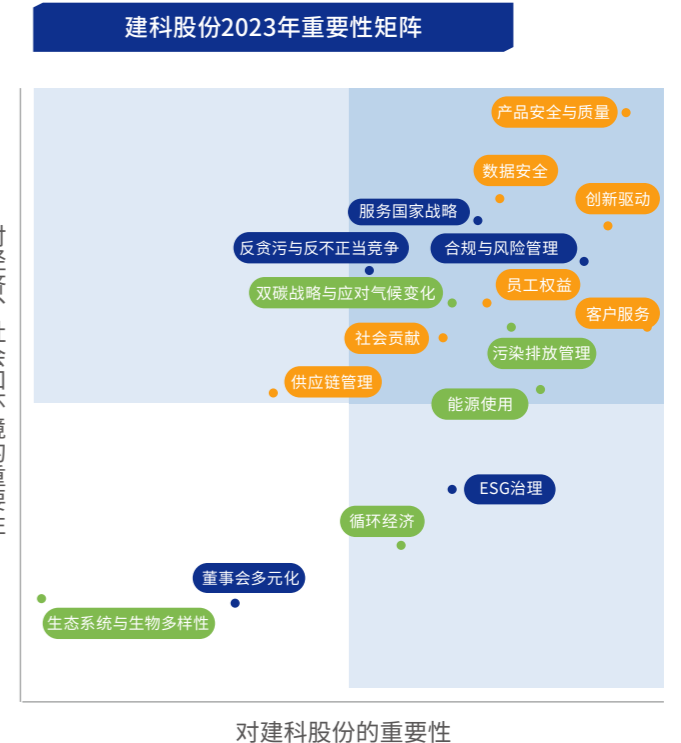 建科股份2023年重要性矩阵
产品安全与质量
数据安全
创新驱动
服务国家战略
反贪污与反不正当竞争
合规与风险管理
员工权益
双碳战略与应对气候变化
客户服务
社会贡献
污染排放管理
供应链管理
能源使用
ESG治理
循环经济
董事会多元化
生态系统与生物多样性
对建科股份的重要性